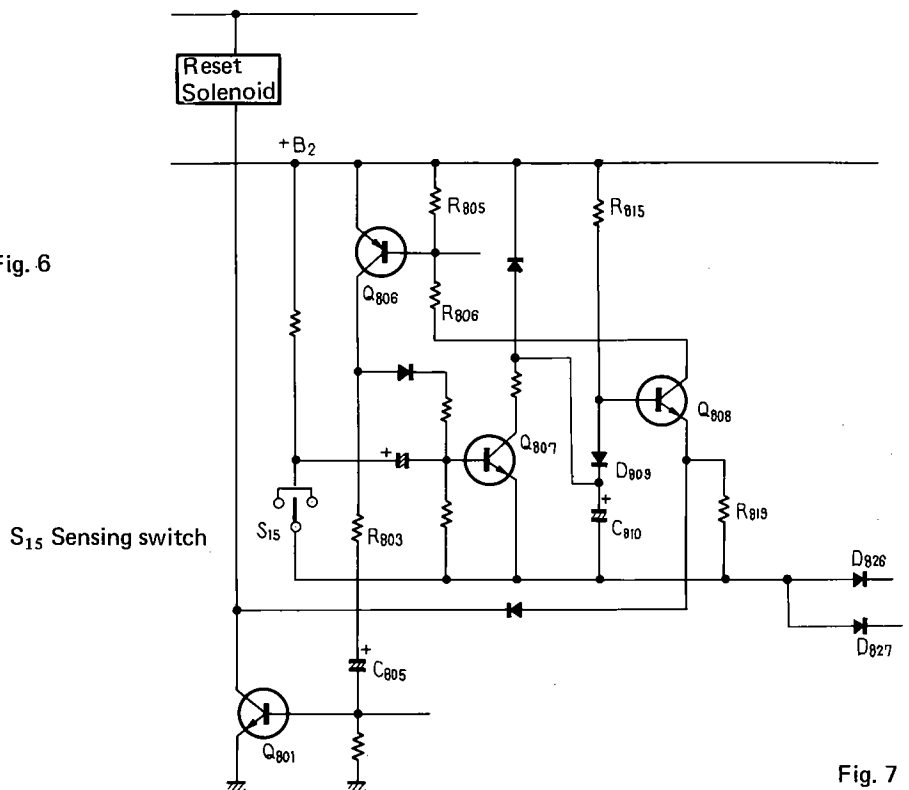 Reset
Solenoid
+B2
R805
R815
Fig. 6
Q806
R806
Q808
Q807
D809
+
+
S15
R803
C810
R819
S15 Sensing switch
D826
D827
+
C805
Q801
Fig. 7